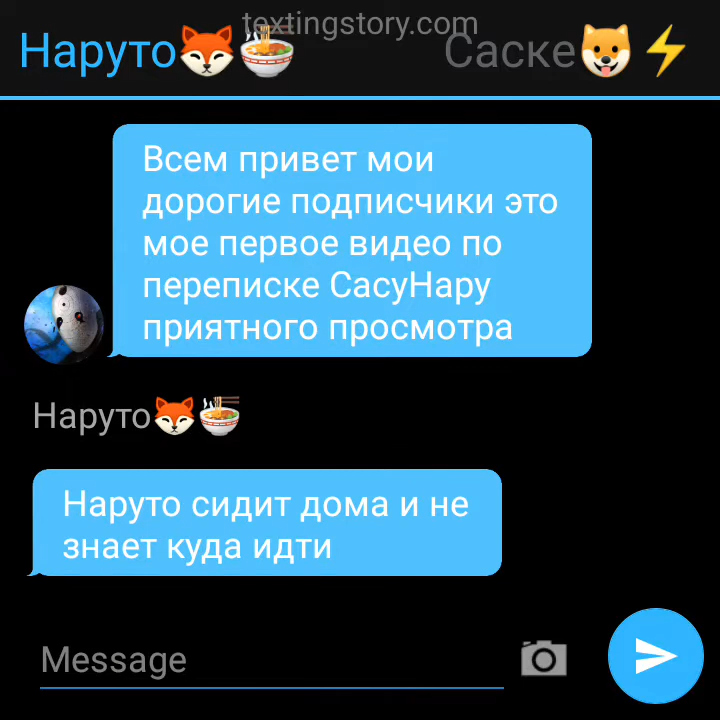 textingstory.com
Наруто🦊🍜 Саске🐶⚡
Всем привет мои
дорогие подписчики это
мое первое видео по
переписке СасуНару
приятного просмотра
Наруто🦊🍜
Наруто сидит дома и не
знает куда идти
Message